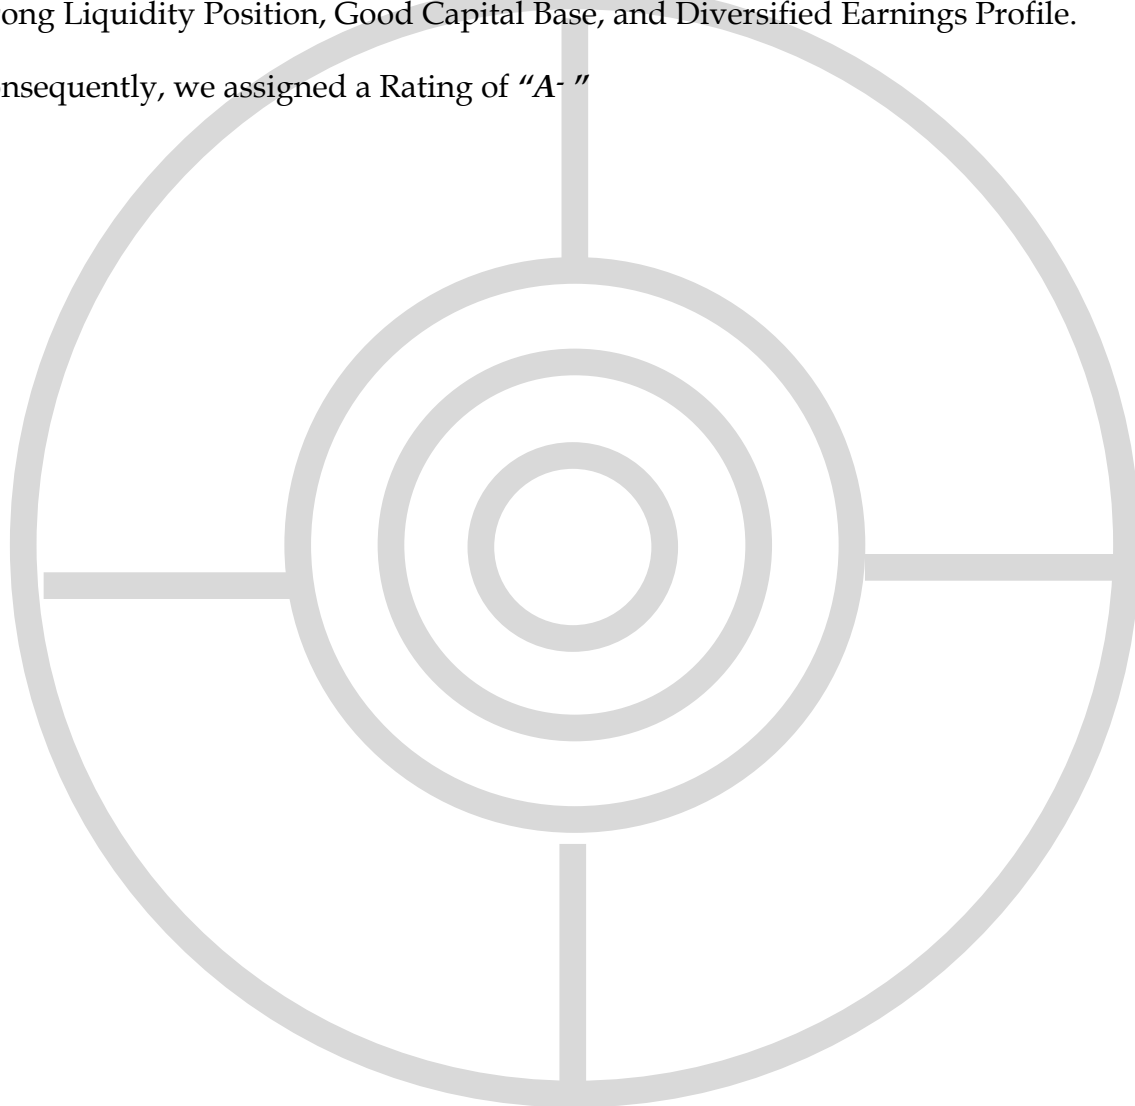 ong Liquidity Position, Good Capital Base, and Diversified Earnings Profile.
nsequently, we assigned a Rating of “A- ”